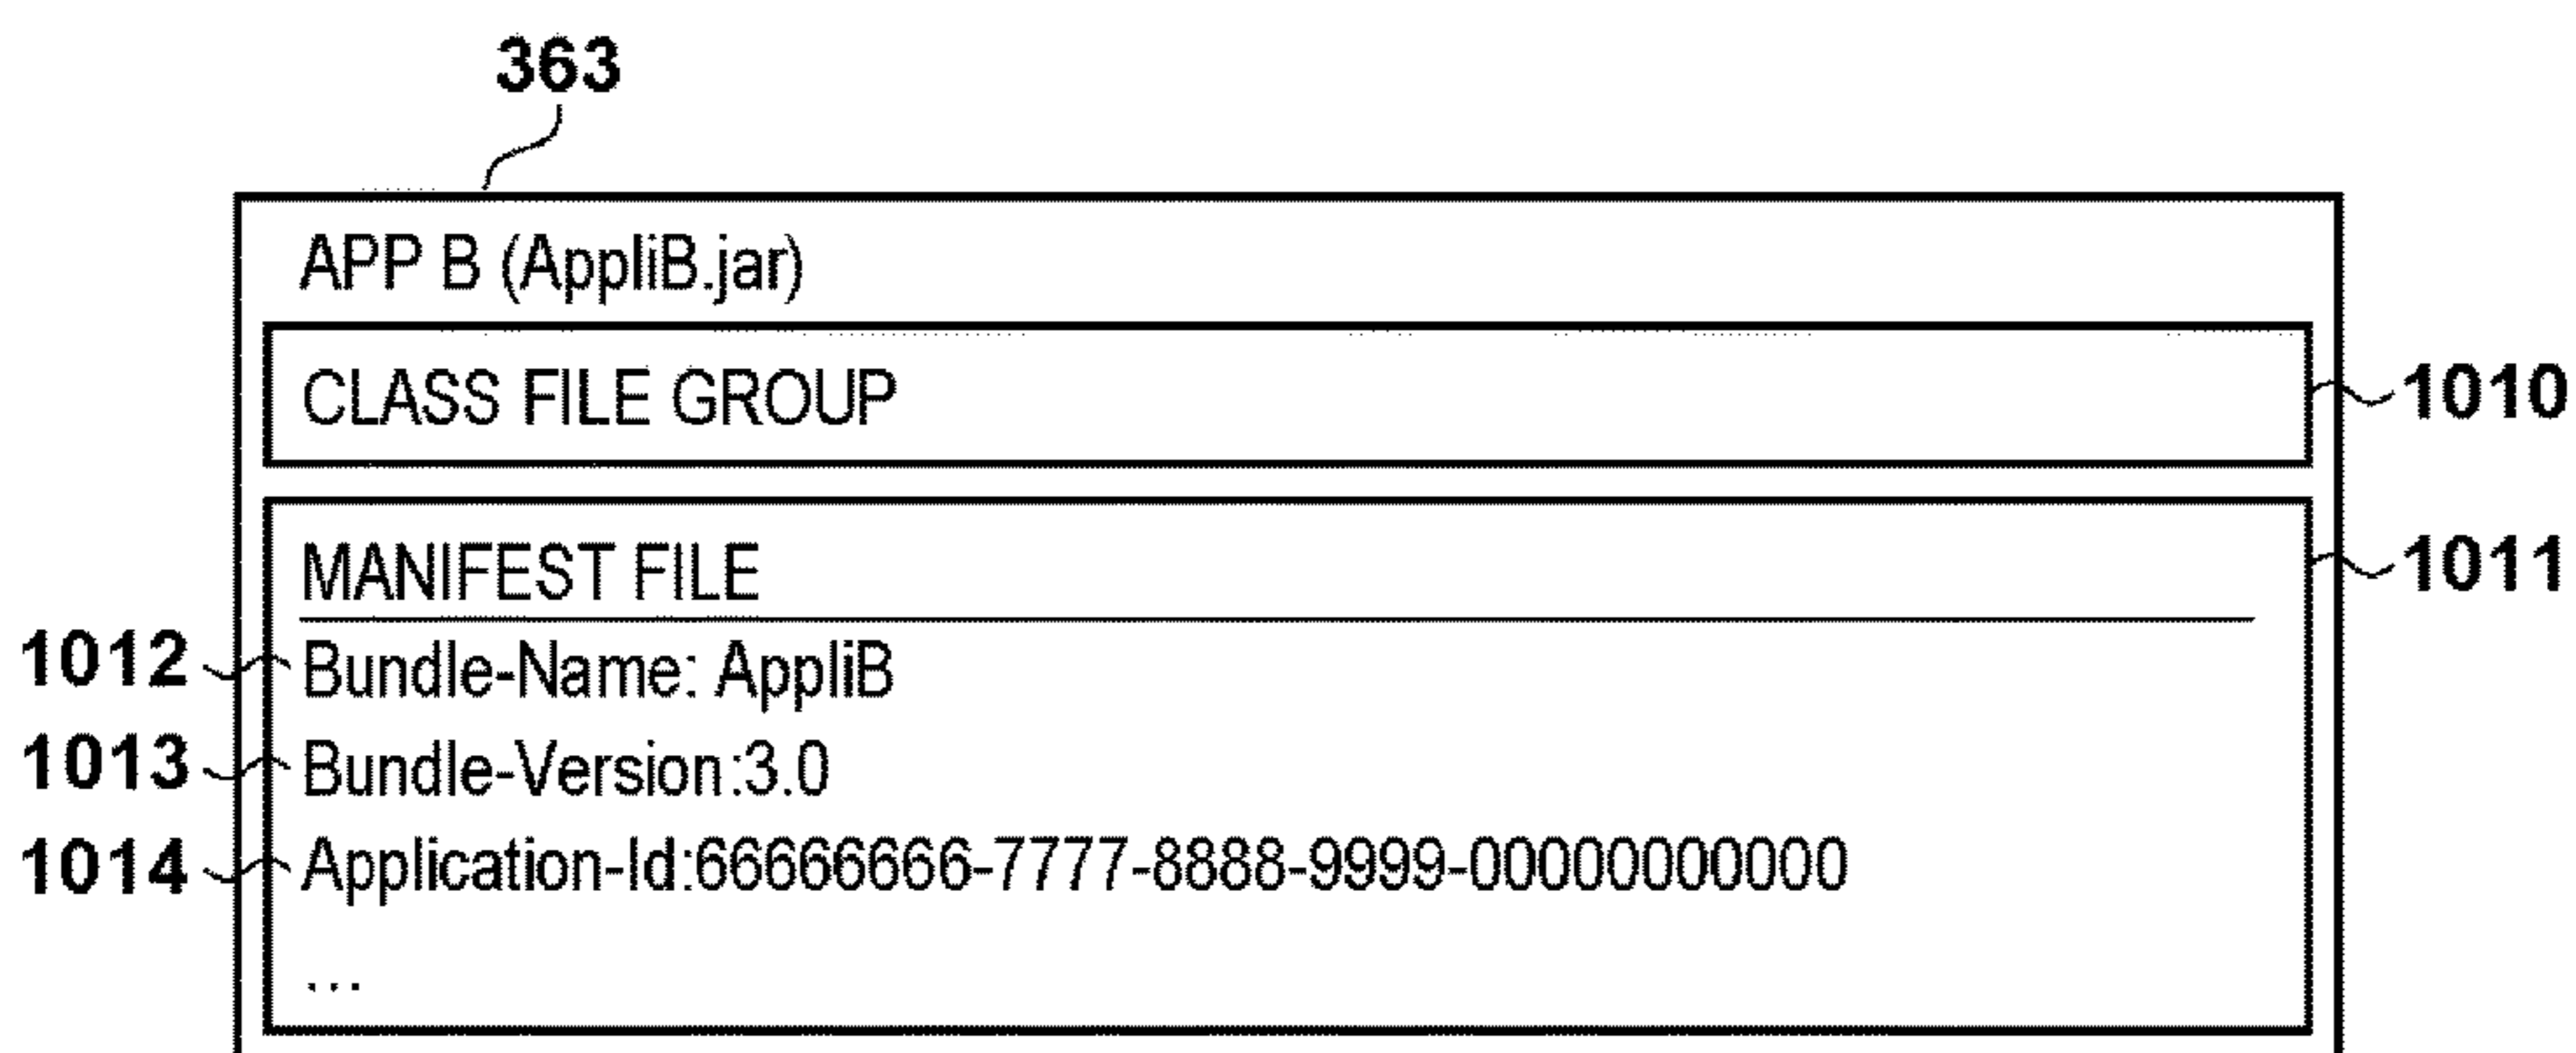 363
APP B (AppliB.jar)
CLASS FILE GROUP
1010
MANIFEST FILE
1011
1012
Bundle-Name: AppliB
1013
Bundle-Version:3.0
1014
Application-Id:66666666-7777-8888-9999-00000000000
...